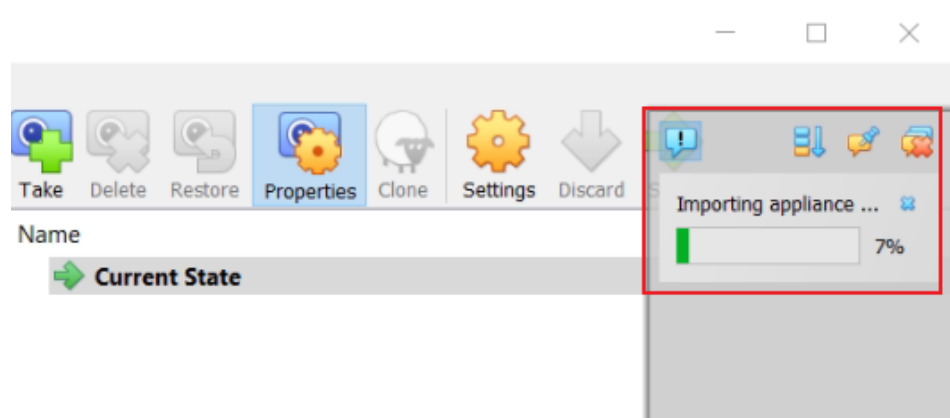 Take Delete Restore Properties Clone Settings Discard
Importing appliance ...
7%
Name
Current State